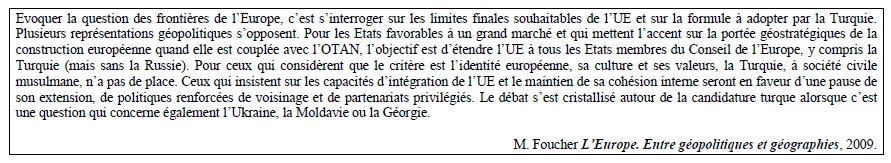 Evoquer la question des frontières de l'Europe, c'est s'interroger sur les limites finales souhaitables de l'UE et sur la formule à adopter par la Turquie.
Plusieurs représentations géopolitiques s'opposent. Pour les Etats favorables à un grand marché et qui mettent l'accent sur la portée géostratégiques de la
construction européenne quand elle est couplée avec l'OTAN, l'objectif est d'étendre l'UE à tous les Etats membres du Conseil de l'Europe, y compris la
Turquie (mais sans la Russie). Pour ceux qui considèrent que le critère est l'identité européenne, sa culture et ses valeurs, la Turquie, à société civile
musulmane, n'a pas de place. Ceux qui insistent sur les capacités d'intégration de l'UE et le maintien de sa cohésion interne seront en faveur d'une pause de
son extension, de politiques renforcées de voisinage et de partenariats privilégiés. Le débat s'est cristallisé autour de la candidature turque alorsque c'est
une question qui concerne également l'Ukraine, la Moldavie ou la Géorgie.
M. Foucher L'Europe. Entre géopolitiques et géographies, 2009.